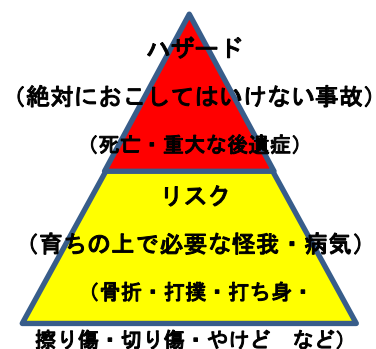 ハザード
（絶対におこしてはいけない事故）
（死亡・重大な後遺症）
リスク
（育ちの上で必要な怪我・病気）
（骨折・打撲・打ち身・
擦り傷・切り傷・やけど　など）